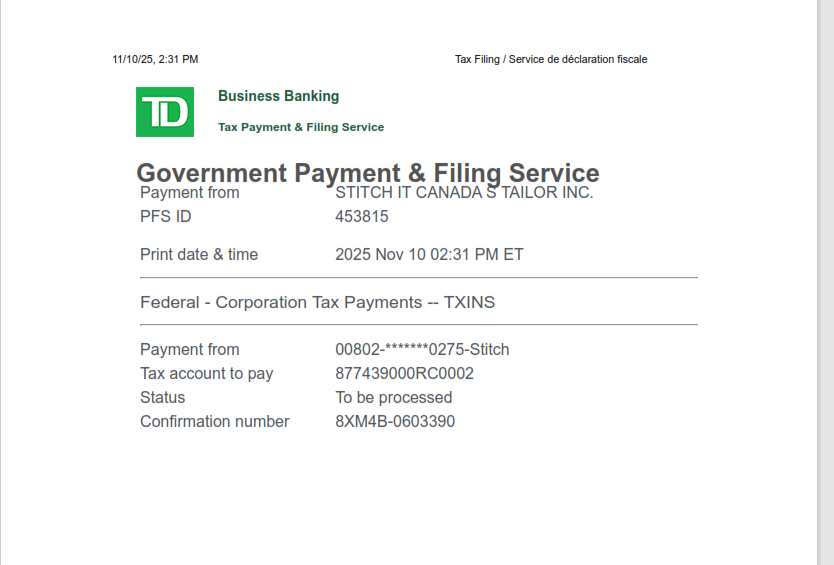 11/10/25, 2:31 PM Tax Filing / Service de déclaration fiscale
TD Business Banking
Tax Payment & Filing Service
Government Payment & Filing Service
Payment from STITCH IT CANADA S TAILOR INC.
PFS ID 453815
Print date & time 2025 Nov 10 02:31 PM ET
Federal - Corporation Tax Payments -- TXINS
Payment from 00802-*******0275-Stitch
Tax account to pay 877439000RC0002
Status To be processed
Confirmation number 8XM4B-0603390